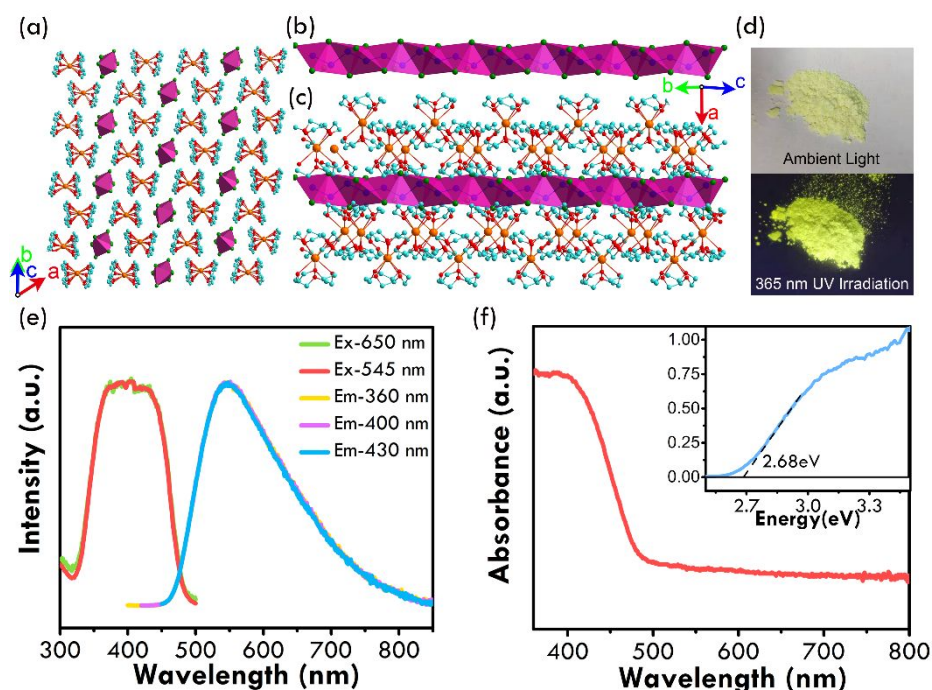 (a)
(b)
(c)
(d)
b
c
a
b
c
a
Ambient Light
365 nm UV Irradiation
(e)
Intensity (a.u.)
Ex-650 nm
Ex-545 nm
Em-360 nm
Em-400 nm
Em-430 nm
300 400 500 600 700 800
Wavelength (nm)
(f)
Absorbance (a.u.)
1.00
0.75
0.50
0.25
0.00
2.68eV
2.7 3.0 3.3
Energy(eV)
400 500 600 700 800
Wavelength (nm)